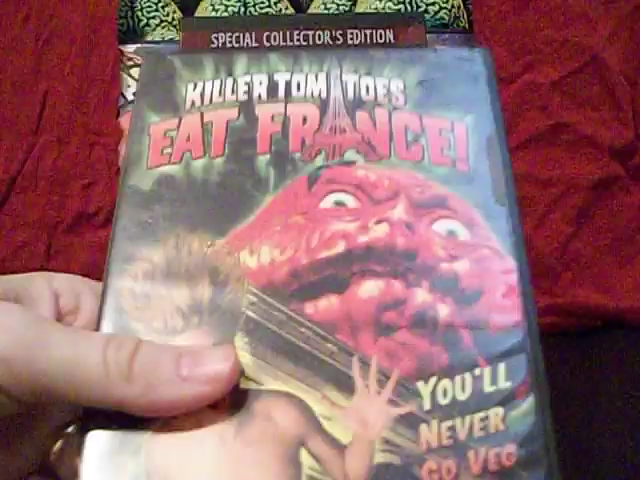 SPECIAL COLLECTOR'S EDITION
KILLER TOMATOES
EAT FRANCE!
YOU'LL
NEVER
GO VEG